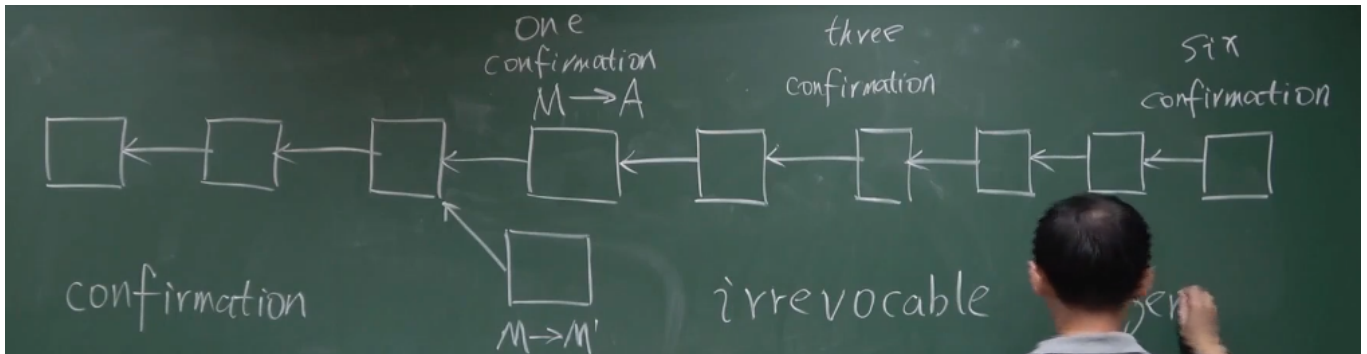 one
confirmation
M → A
three
confirmation
six
confirmation
confirmation
M → M'
irrevocable